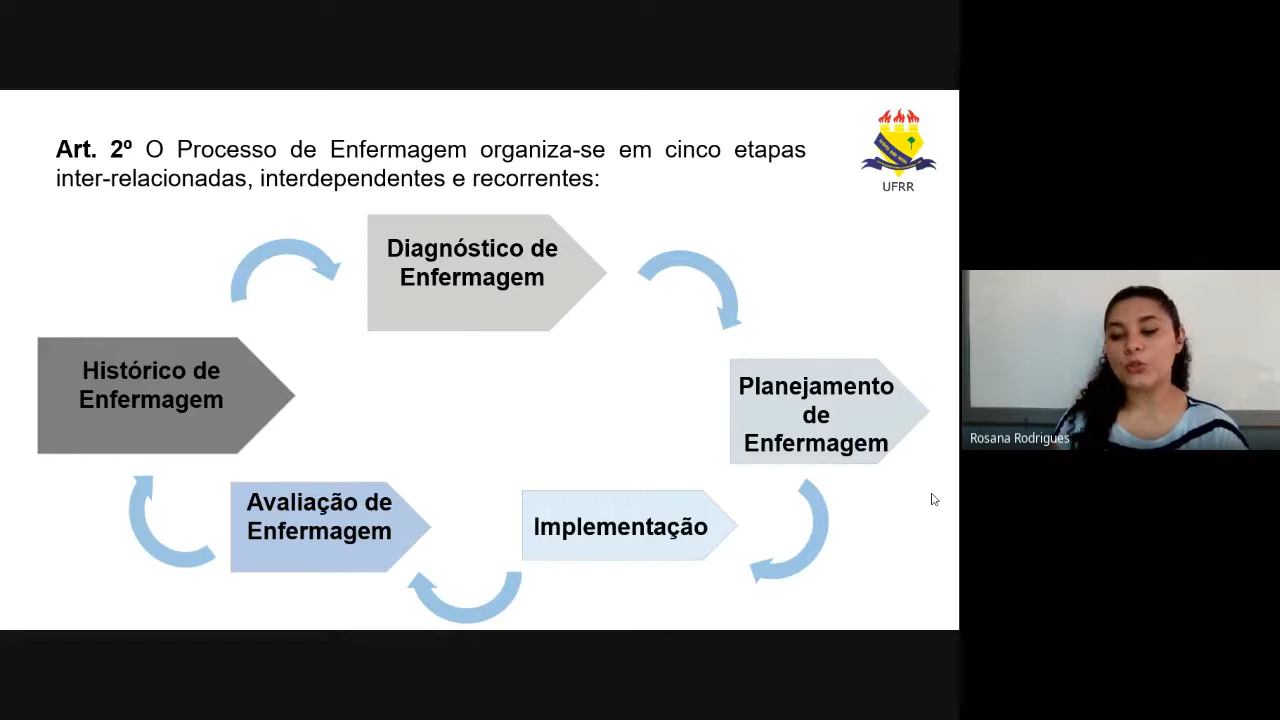 Art. 2º O Processo de Enfermagem organiza-se em cinco etapas
inter-relacionadas, interdependentes e recorrentes:
UFRR
Diagnóstico de
Enfermagem
Histórico de
Enfermagem
Planejamento
de
Enfermagem
Avaliação de
Enfermagem
Implementação
Rosana Rodrigues